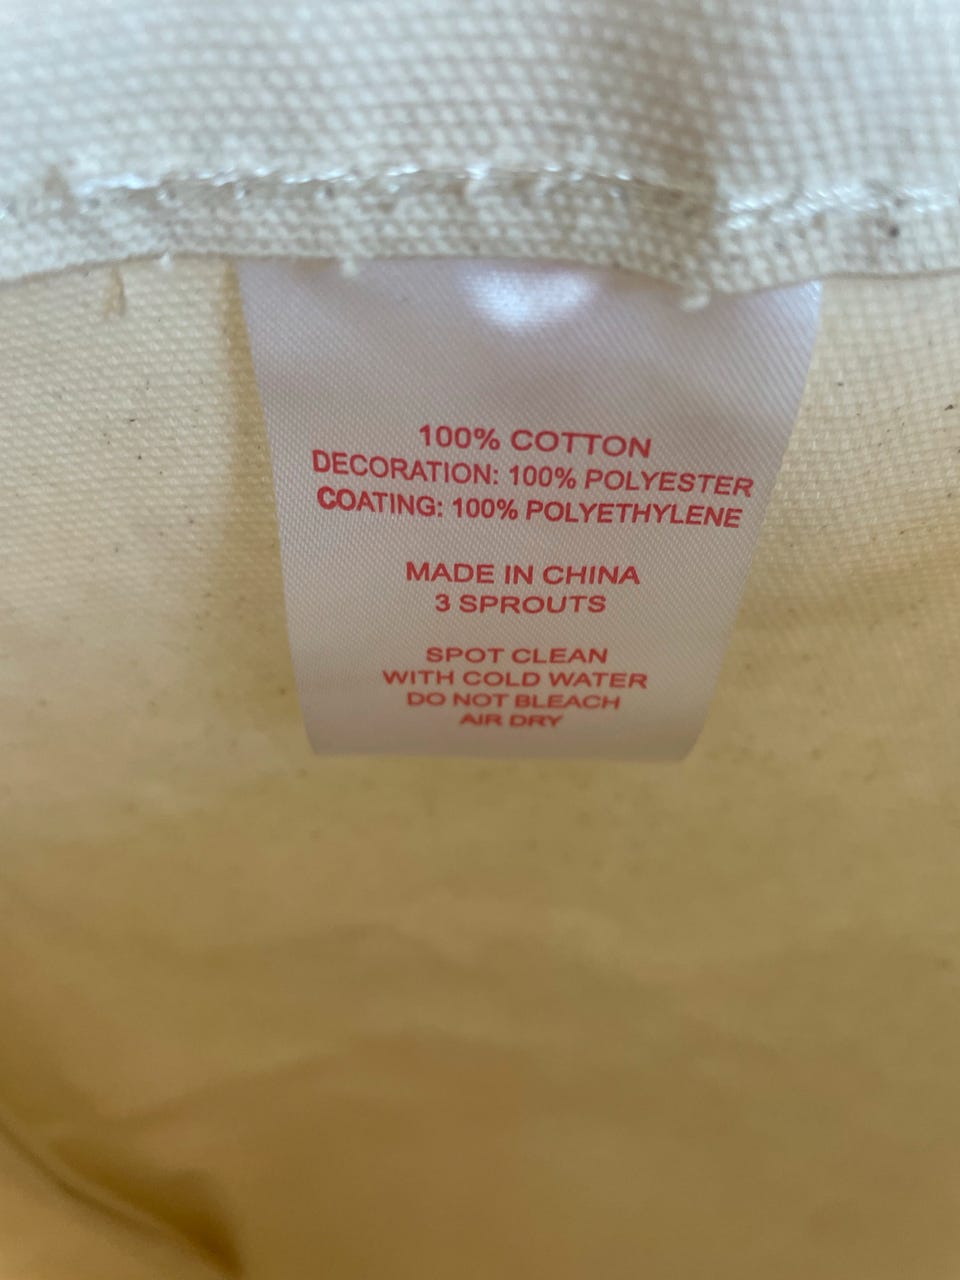 100% COTTON
DECORATION: 100% POLYESTER
COATING: 100% POLYETHYLENE
MADE IN CHINA
3 SPROUTS
SPOT CLEAN
WITH COLD WATER
DO NOT BLEACH
AIR DRY